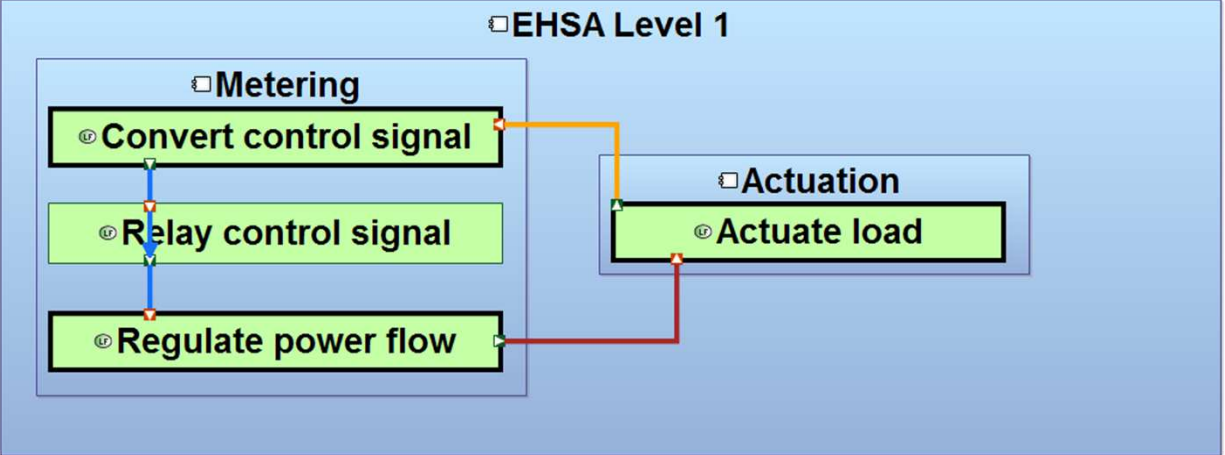 EHSA Level 1
Metering
Convert control signal
Relay control signal
Regulate power flow
Actuation
Actuate load